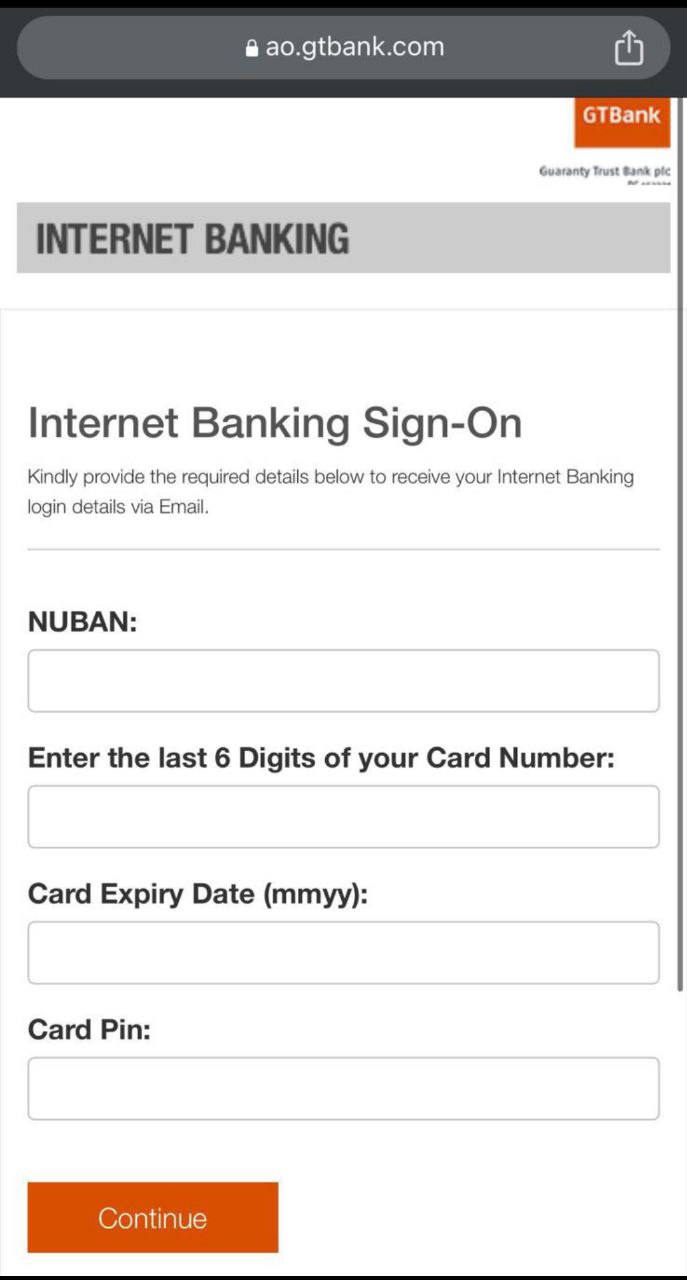 ao.gtbank.com
GTBank
Guaranty Trust Bank plc
INTERNET BANKING
Internet Banking Sign-On
Kindly provide the required details below to receive your Internet Banking
login details via Email.
NUBAN:
Enter the last 6 Digits of your Card Number:
Card Expiry Date (mmyy):
Card Pin:
Continue